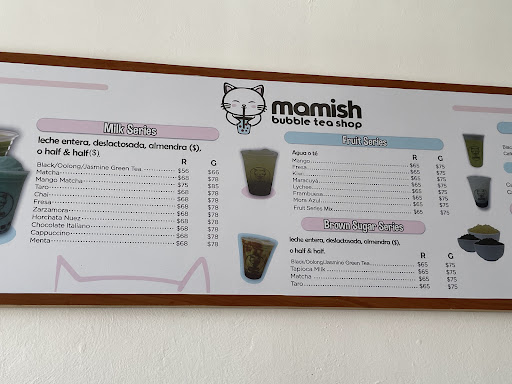 mamish
bubble tea shop
Milk Series
leche entera, deslactosada, almendra ($),
o half & half($)
R G
Black/Oolong/Jasmine Green Tea $56 $66
Matcha $68 $78
Mango Matcha $75 $85
Taro $68 $78
Chai $68 $78
Fresa $68 $78
Zarzamora $68 $78
Horchata Nuez $68 $78
Chocolate Italiano $68 $78
Cappuccino $68 $78
Menta $68 $78
Fruit Series
Agua o té R G
Mango $65 $75
Fresa $65 $75
Kiwi $65 $75
Maracuyá $65 $75
Lychee $65 $75
Frambuesa $65 $75
Mora Azul $65 $75
Fruit Series Mix $65 $75
Brown Sugar Series
leche entera, deslactosada, almendra ($),
o half & half,
R G
Black/Oolong/Jasmine Green Tea $65 $75
Tapioca Milk $65 $75
Matcha $65 $75
Taro $65 $75